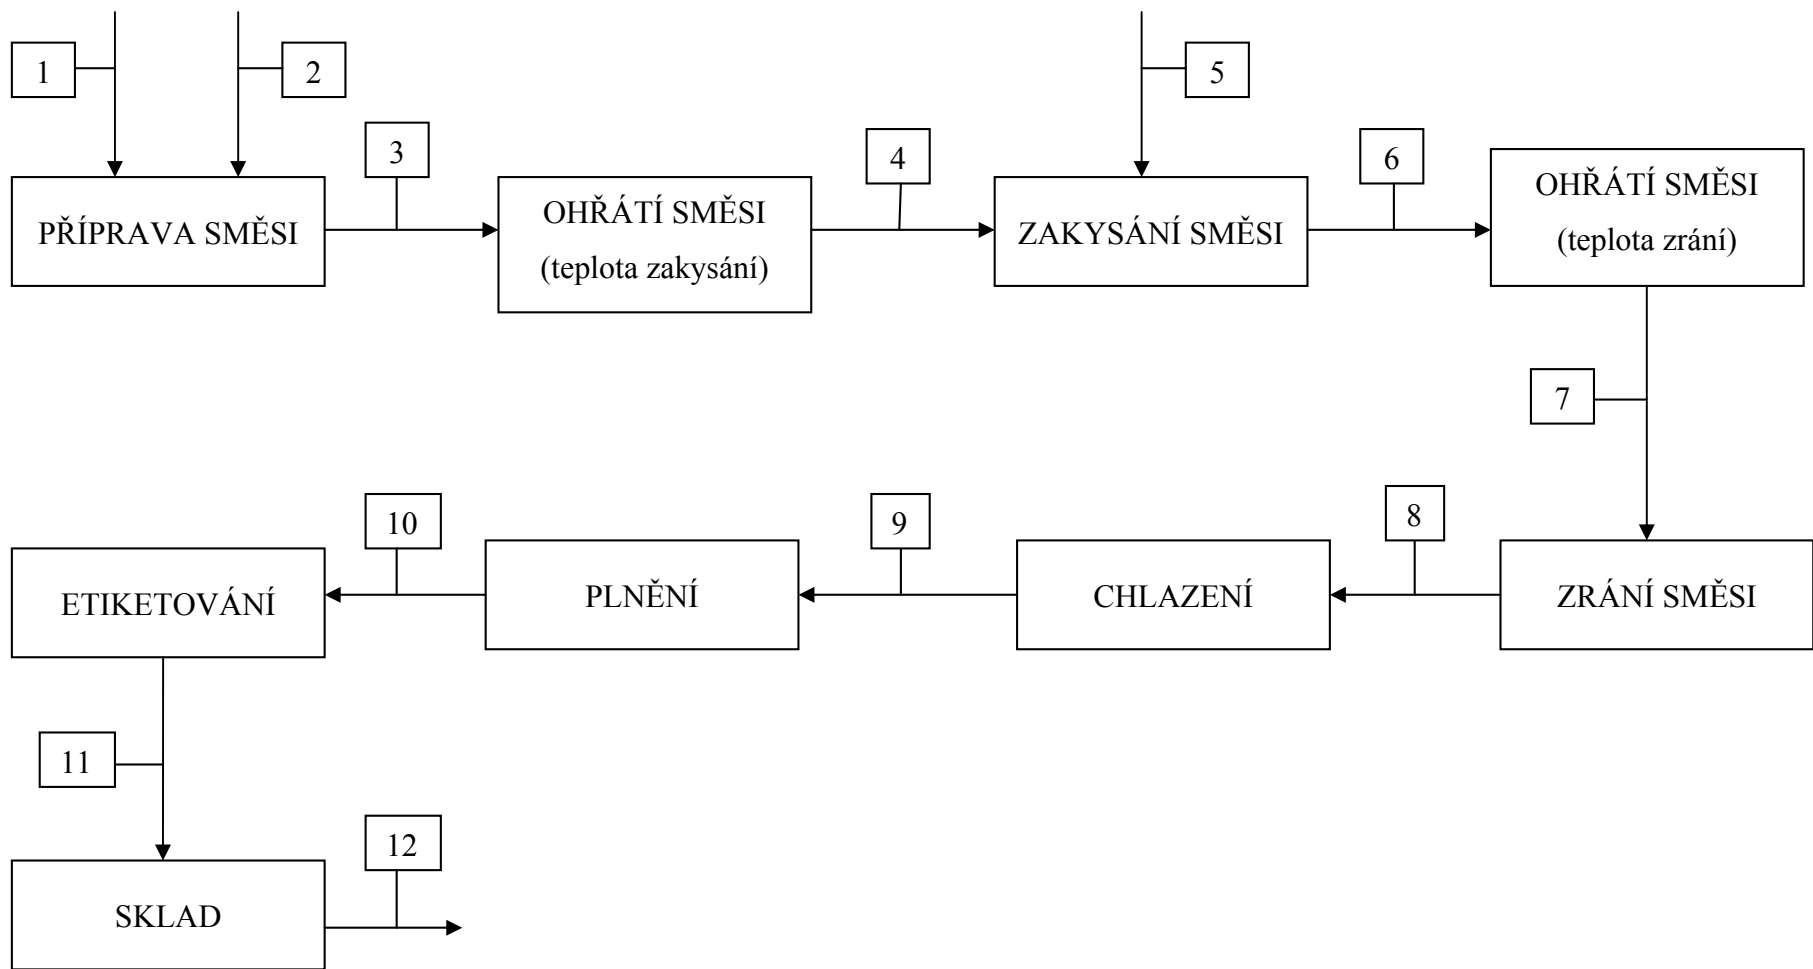 1
2
5
3
4
6
PŘÍPRAVA SMĚSI
OHŘÁTÍ SMĚSI
(teplota zakysání)
ZAKYSÁNÍ SMĚSI
OHŘÁTÍ SMĚSI
(teplota zrání)
7
10
9
8
ETIKETOVÁNÍ
PLNĚNÍ
CHLAZENÍ
ZRÁNÍ SMĚSI
11
12
SKLAD